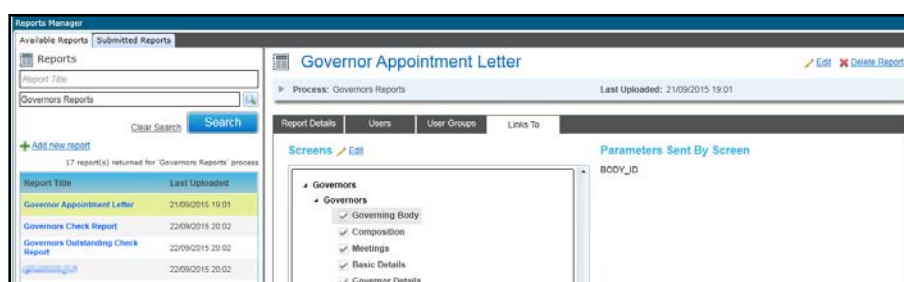 Reports Manager
Available Reports Submitted Reports
Reports
Report Title
Governors Reports
Clear Search Search
Add new report
17 report(s) returned for 'Governors Reports' process
Report Title Last Uploaded
Governor Appointment Letter 21/09/2015 19:01
Governors Check Report 22/09/2015 20:02
Governors Outstanding Check
Report 22/09/2015 20:02
22/09/2015 20:02
Governor Appointment Letter
Edit Delete Report
Process: Governors Reports Last Uploaded: 21/09/2015 19:01
Report Details Users User Groups Links To
Screens Edit
Governors
Governors
Governing Body
Composition
Meetings
Basic Details
Governor Details
Parameters Sent By Screen
BODY_ID